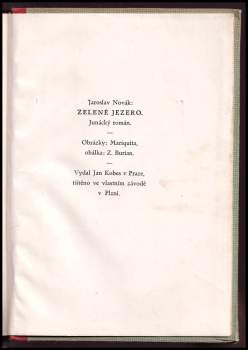 Jaroslav Novák:
ZELENÉ JEZERO.
Junácký román.
—
Obrázky: Mariquita,
obálka: Z. Burian.
—
Vydal Jan Kobes v Praze,
tištěno ve vlastním závodě
v Plzni.